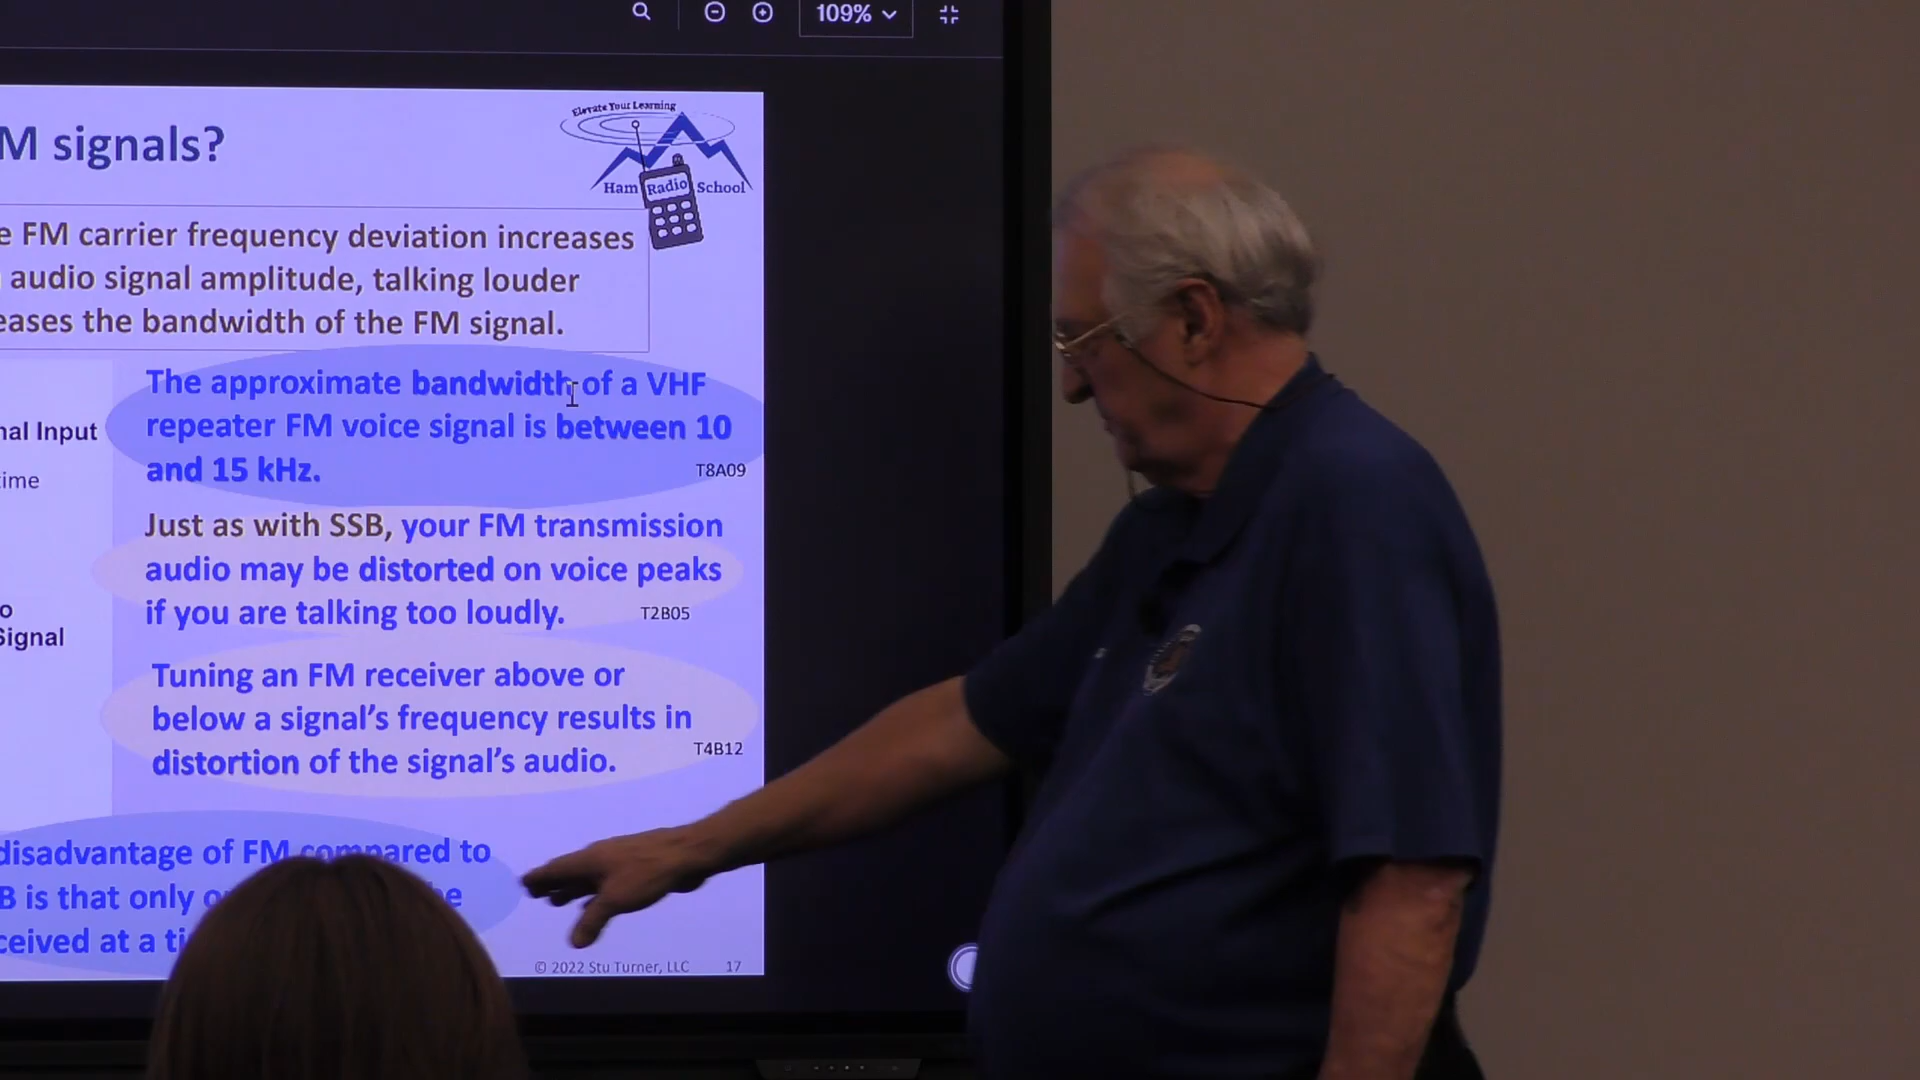 109%
Elevate Your Learning
Ham Radio School
M signals?
e FM carrier frequency deviation increases
audio signal amplitude, talking louder
eases the bandwidth of the FM signal.
The approximate bandwidth of a VHF
repeater FM voice signal is between 10
and 15 kHz.
T8A09
nal Input
ime
Just as with SSB, your FM transmission
audio may be distorted on voice peaks
if you are talking too loudly.
T2B05
o
Signal
Tuning an FM receiver above or
below a signal's frequency results in
distortion of the signal's audio.
T4B12
disadvantage of FM compared to
B is that only
ceived at a ti
© 2022 Stu Turner, LLC 17